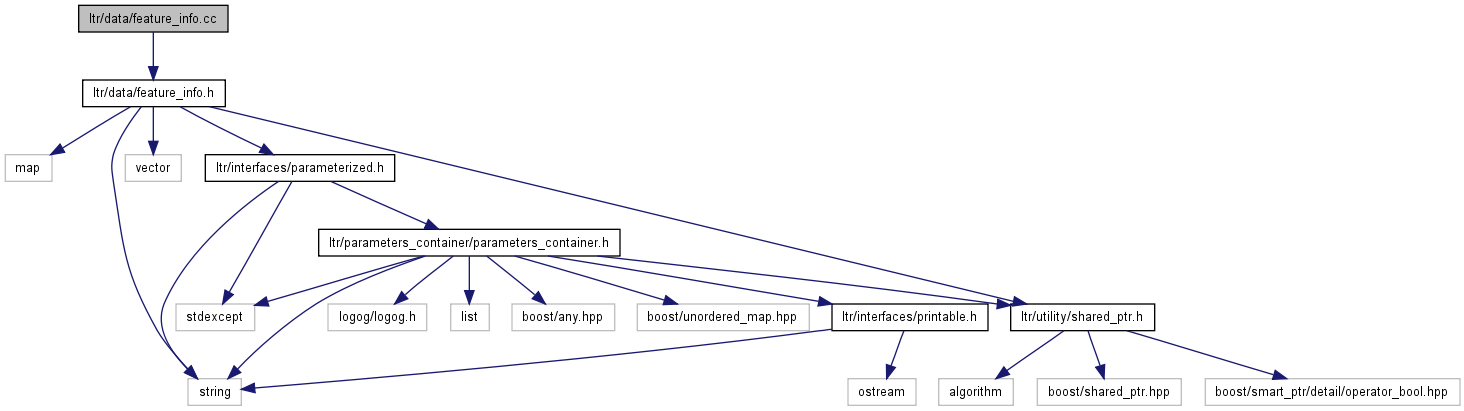 ltr/data/feature_info.cc
ltr/data/feature_info.h
map
vector
ltr/interfaces/parameterized.h
ltr/parameters_container/parameters_container.h
stdexcept
logog/logog.h
list
boost/any.hpp
boost/unordered_map.hpp
ltr/interfaces/printable.h
ltr/utility/shared_ptr.h
string
ostream
algorithm
boost/shared_ptr.hpp
boost/smart_ptr/detail/operator_bool.hpp